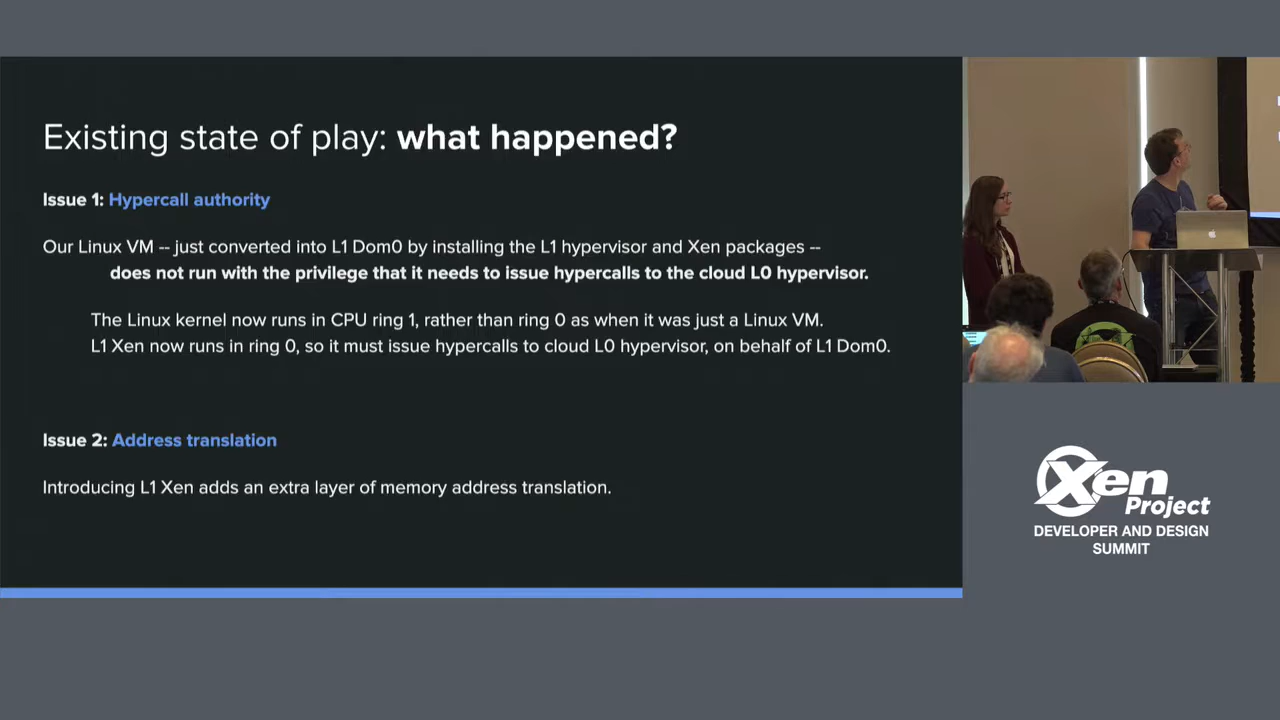 Existing state of play: what happened?
Issue 1: Hypercall authority
Our Linux VM -- just converted into L1 Dom0 by installing the L1 hypervisor and Xen packages --
does not run with the privilege that it needs to issue hypercalls to the cloud L0 hypervisor.
The Linux kernel now runs in CPU ring 1, rather than ring 0 as when it was just a Linux VM.
L1 Xen now runs in ring 0, so it must issue hypercalls to cloud L0 hypervisor, on behalf of L1 Dom0.
Issue 2: Address translation
Introducing L1 Xen adds an extra layer of memory address translation.
Xen
Project
DEVELOPER AND DESIGN
SUMMIT